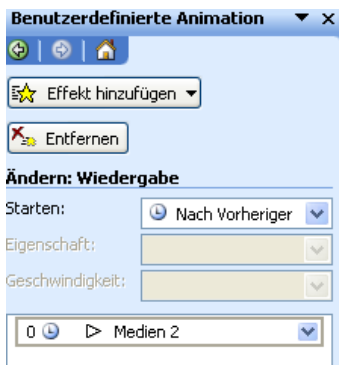 Benutzerdefinierte Animation
Effekt hinzufügen
Entfernen
Ändern: Wiedergabe
Starten: Nach Vorheriger
Eigenschaft:
Geschwindigkeit:
0 Medien 2